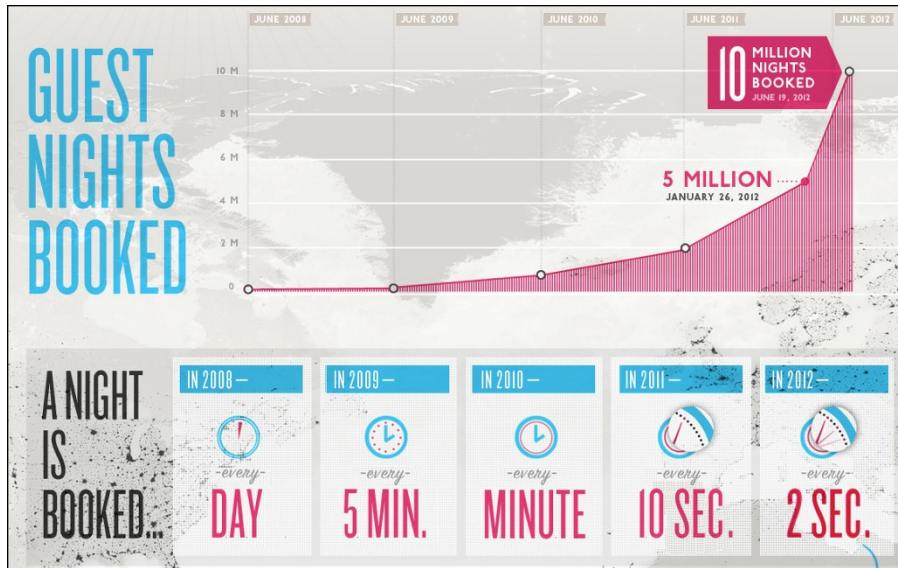 JUNE 2008
JUNE 2009
JUNE 2010
JUNE 2011
JUNE 2012
GUEST
NIGHTS
BOOKED
10 M
8 M
6 M
4 M
2 M
0
10 MILLION
NIGHTS
BOOKED
JUNE 19, 2012
5 MILLION
JANUARY 26, 2012
A NIGHT
IS
BOOKED...
IN 2008—
-every-
DAY
IN 2009—
-every-
5 MIN.
IN 2010—
-every-
MINUTE
IN 2011—
-every-
10 SEC.
IN 2012—
-every-
2 SEC.